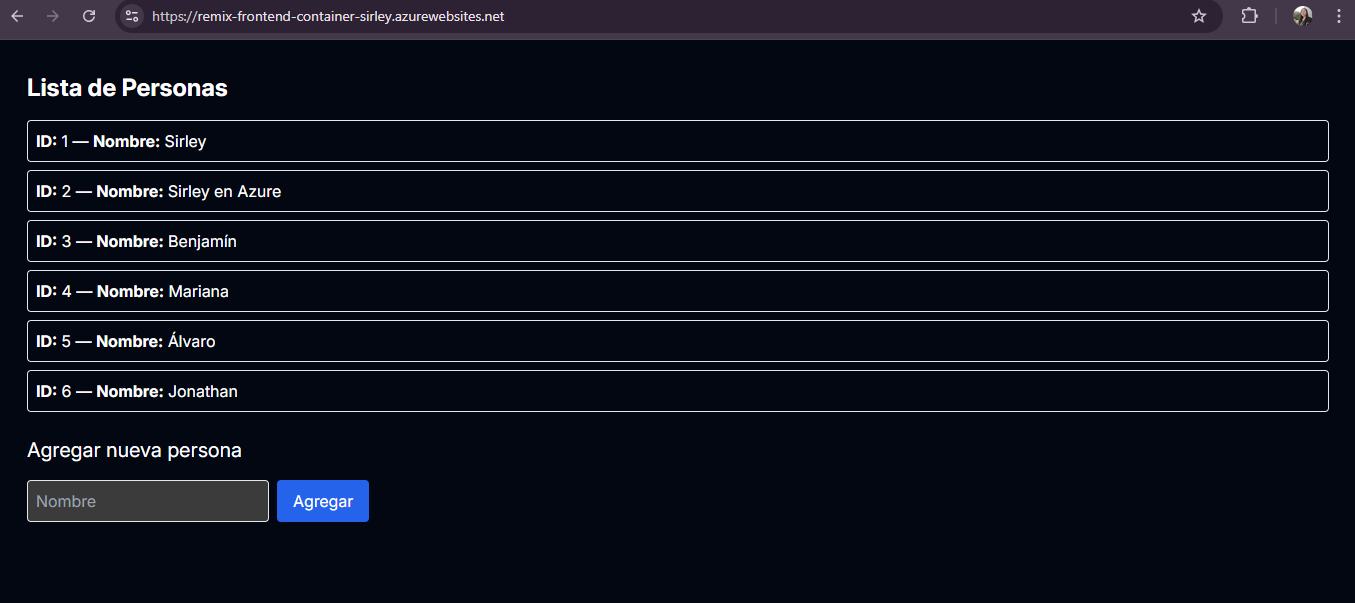 https://remix-frontend-container-sirley.azurewebsites.net
Lista de Personas
ID: 1 — Nombre: Sirley
ID: 2 — Nombre: Sirley en Azure
ID: 3 — Nombre: Benjamín
ID: 4 — Nombre: Mariana
ID: 5 — Nombre: Álvaro
ID: 6 — Nombre: Jonathan
Agregar nueva persona
Nombre Agregar